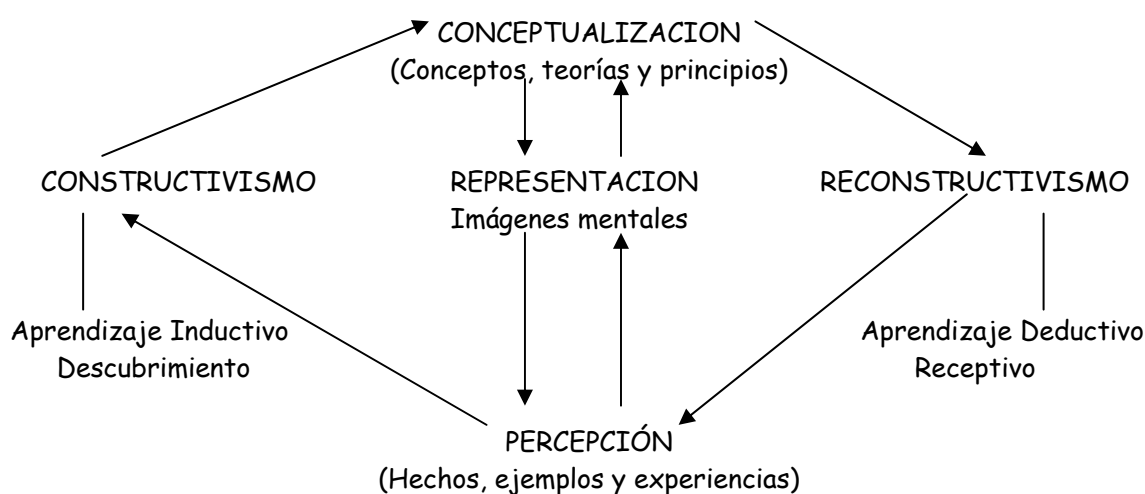 CONCEPTUALIZACION
(Conceptos, teorías y principios)
CONSTRUCTIVISMO
REPRESENTACION
RECONSTRUCTIVISMO
Imágenes mentales
Aprendizaje Inductivo
Descubrimiento
Aprendizaje Deductivo
Receptivo
PERCEPCIÓN
(Hechos, ejemplos y experiencias)